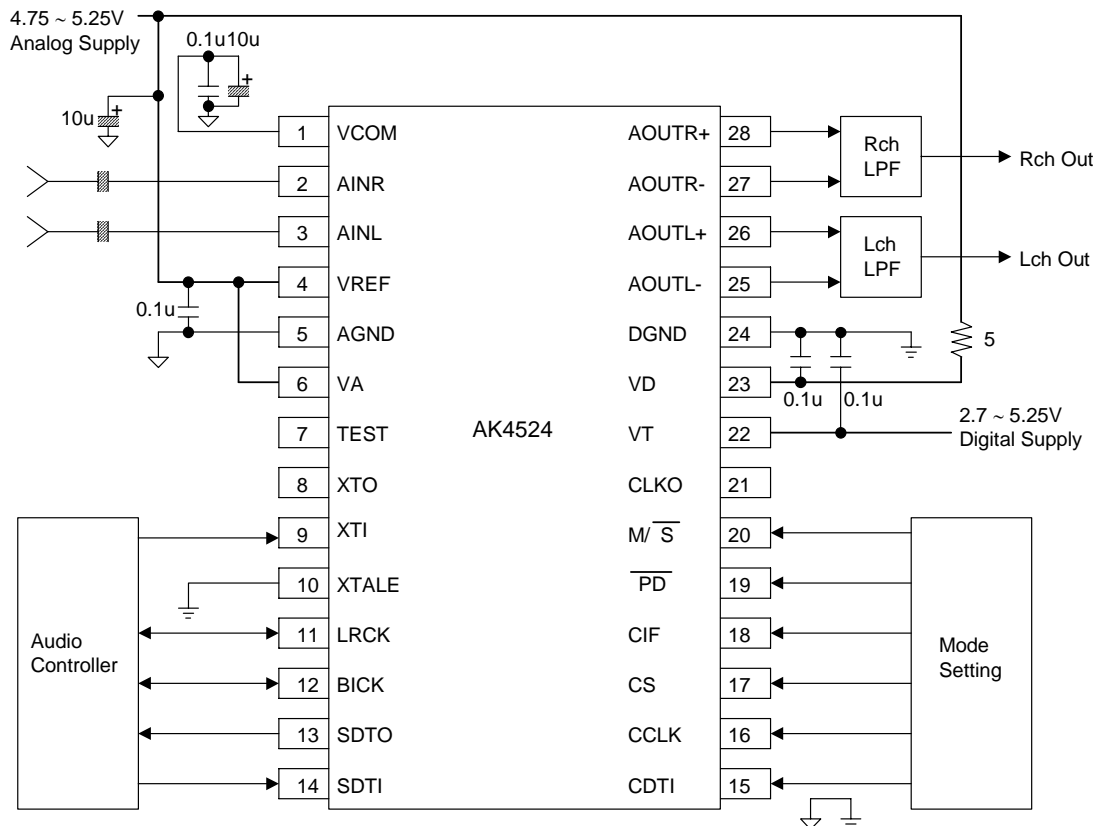 4.75 ~ 5.25V
Analog Supply
0.1u10u
+
10u
+
1 VCOM
2 AINR
3 AINL
4 VREF
0.1u
5 AGND
6 VA
7 TEST
8 XTO
9 XTI
10 XTALE
11 LRCK
12 BICK
13 SDTO
14 SDTI
Audio
Controller
AK4524
AOUTR+ 28
AOUTR- 27
AOUTL+ 26
AOUTL- 25
DGND 24
VD 23
VT 22
CLKO 21
M/S 20
PD 19
CIF 18
CS 17
CCLK 16
CDTI 15
Rch
LPF
Rch Out
Lch
LPF
Lch Out
5
0.1u
0.1u
2.7 ~ 5.25V
Digital Supply
Mode
Setting